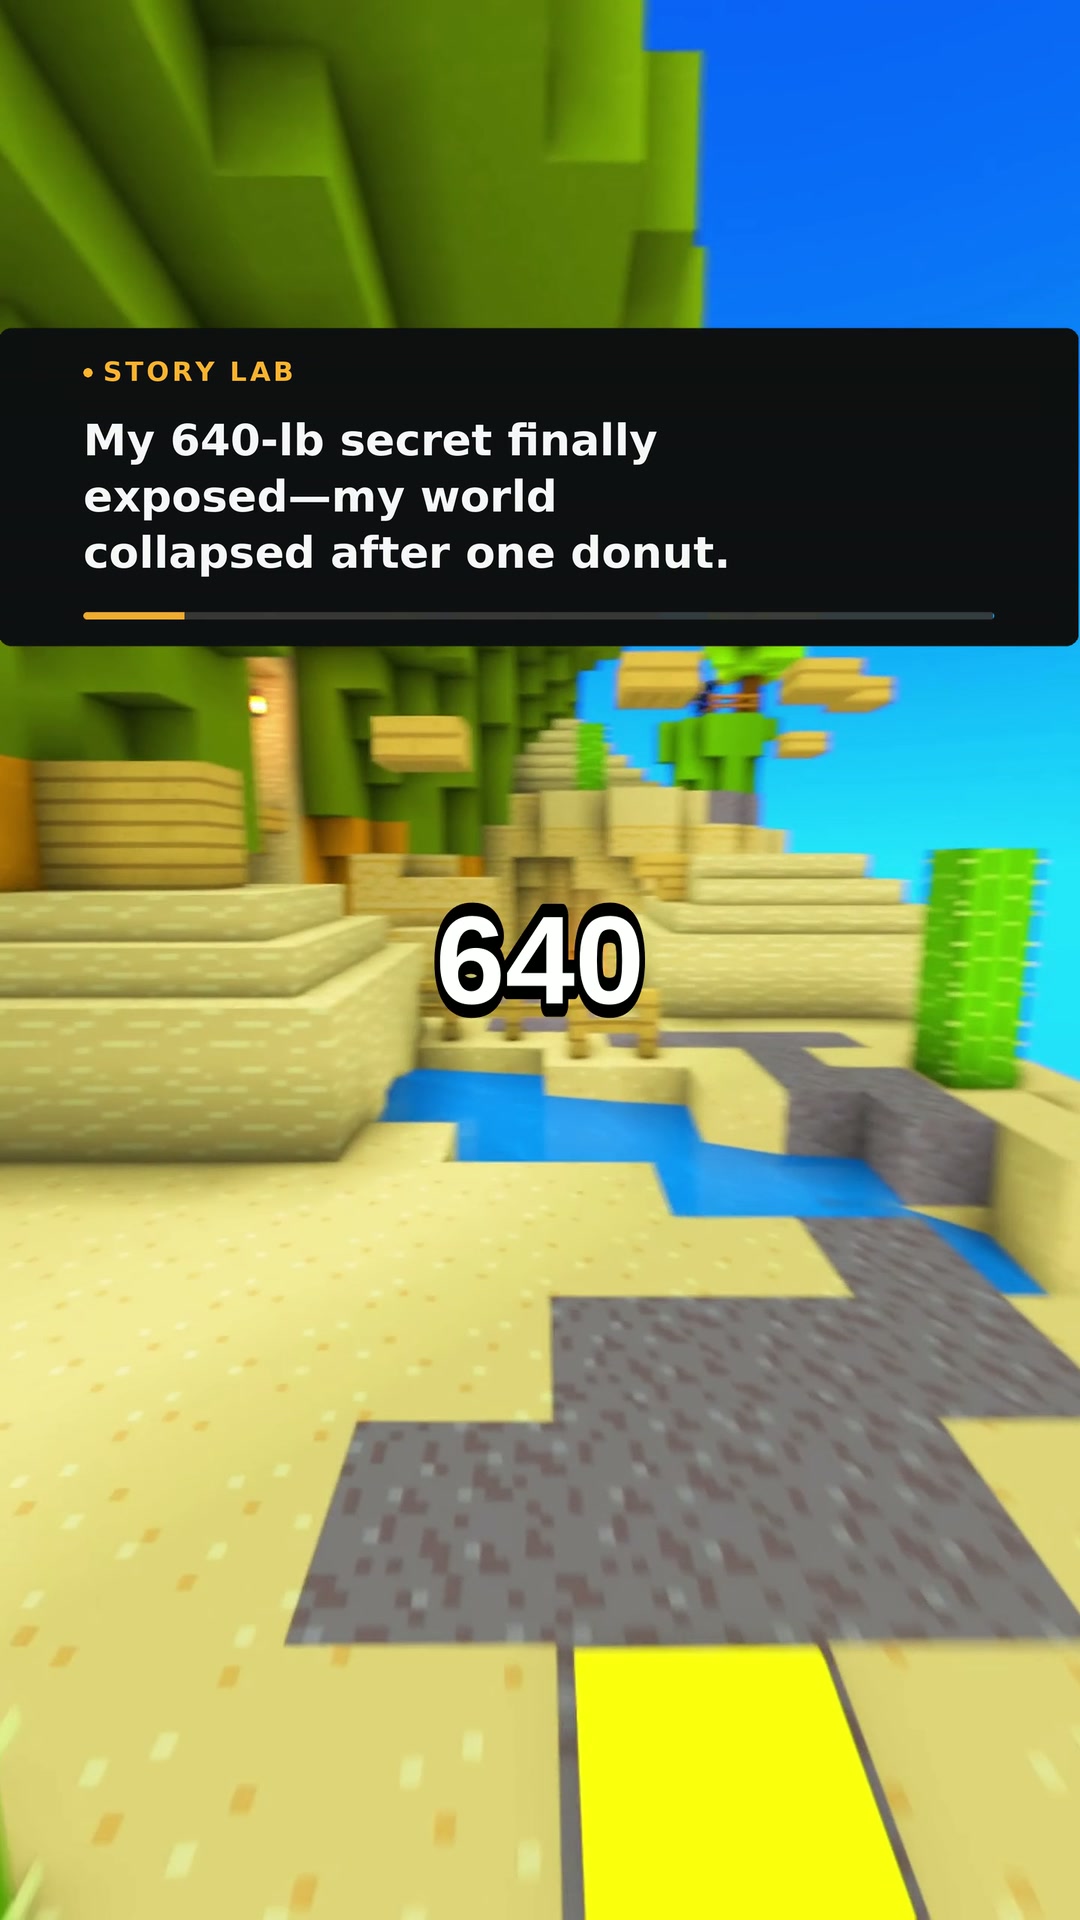 • STORY LAB
My 640-lb secret finally
exposed—my world
collapsed after one donut.
640